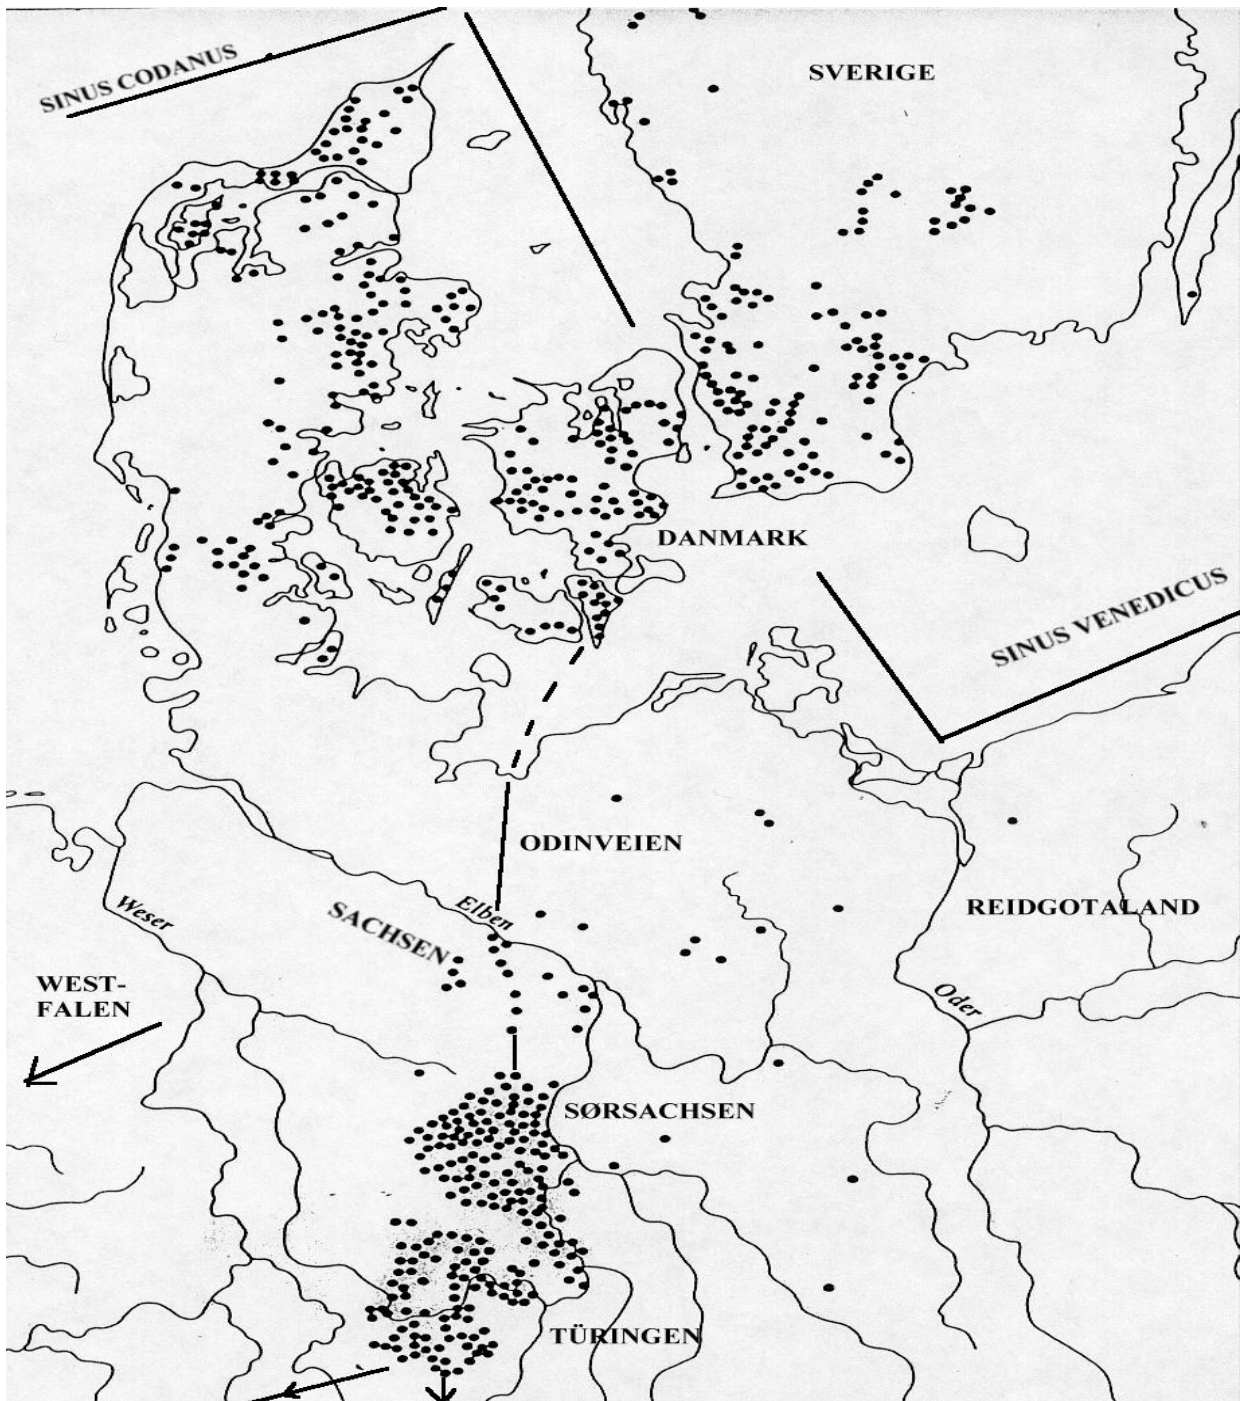 SINUS CODANUS
SVERIGE
DANMARK
SINUS VENEDICUS
ODINVEIEN
Weser
SACHSEN
Elben
REIDGOTALAND
WEST-
FALEN
Oder
SØRSACHSEN
TÜRINGEN